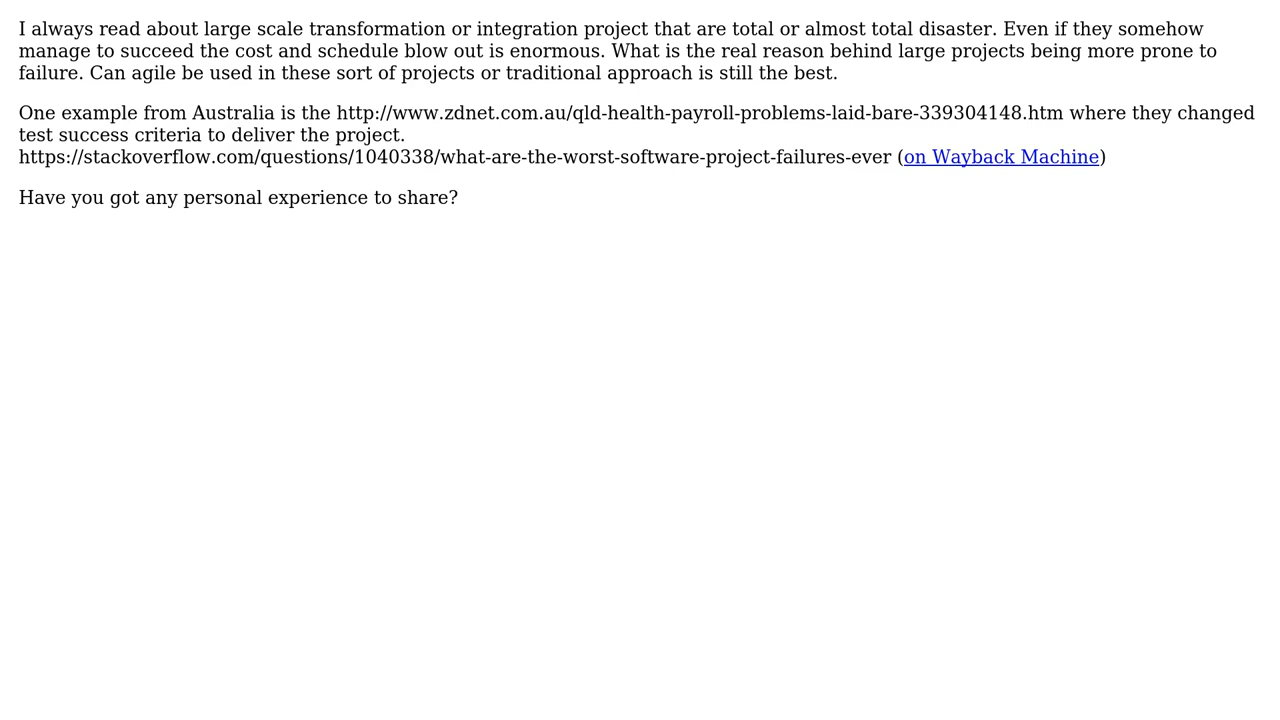 I always read about large scale transformation or integration project that are total or almost total disaster. Even if they somehow
manage to succeed the cost and schedule blow out is enormous. What is the real reason behind large projects being more prone to
failure. Can agile be used in these sort of projects or traditional approach is still the best.
One example from Australia is the http://www.zdnet.com.au/qld-health-payroll-problems-laid-bare-339304148.htm where they changed
test success criteria to deliver the project.
https://stackoverflow.com/questions/1040338/what-are-the-worst-software-project-failures-ever (on Wayback Machine)
Have you got any personal experience to share?